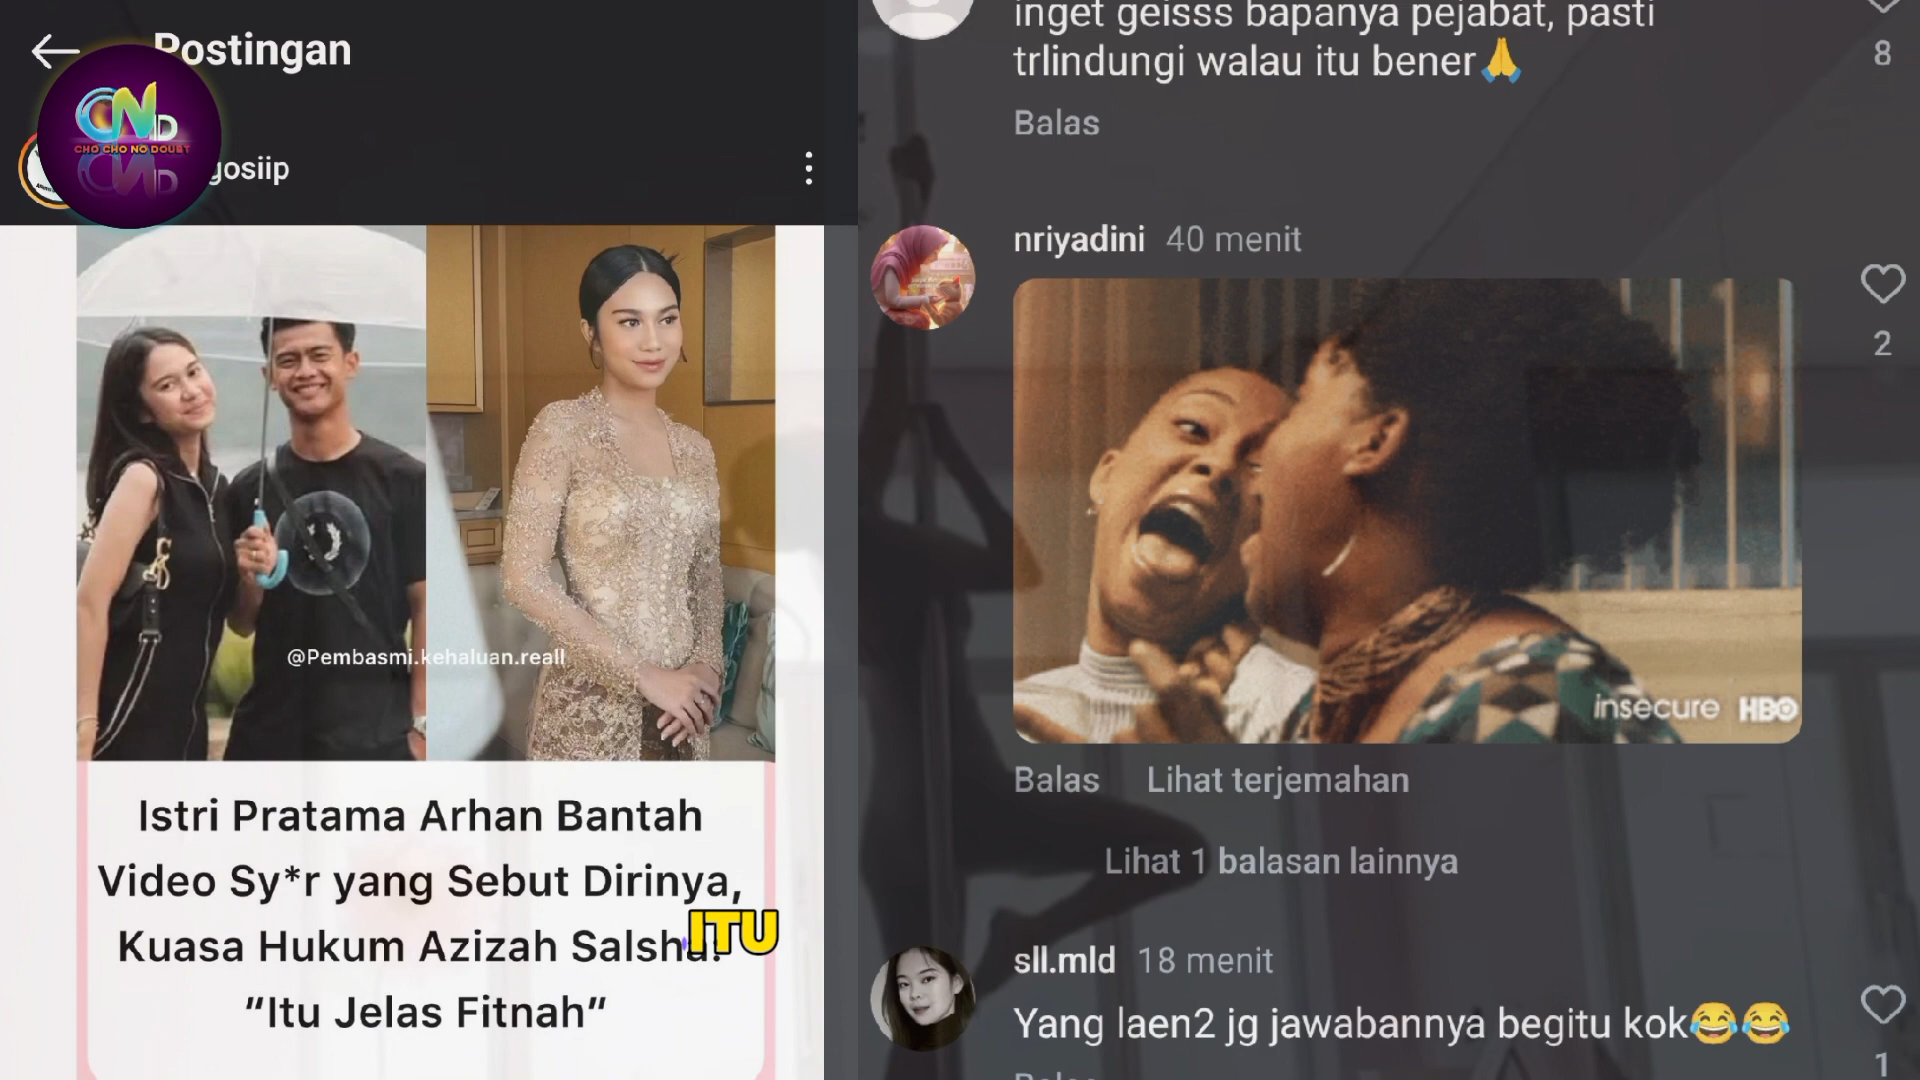 Postingan
CND
CHO CHO NO DOUBT
gosiip
@Pembasmi.kehaluan.reall
Istri Pratama Arhan Bantah
Video Sy*r yang Sebut Dirinya,
Kuasa Hukum Azizah Salsha:
"Itu Jelas Fitnah"
ITU
inget geisss bapanya pejabat, pasti
trlindungi walau itu bener🙏
8
Balas
nriyadini 40 menit
2
insecure HBO
Balas Lihat terjemahan
Lihat 1 balasan lainnya
sll.mld 18 menit
Yang laen2 jg jawabannya begitu kok😂😂
1